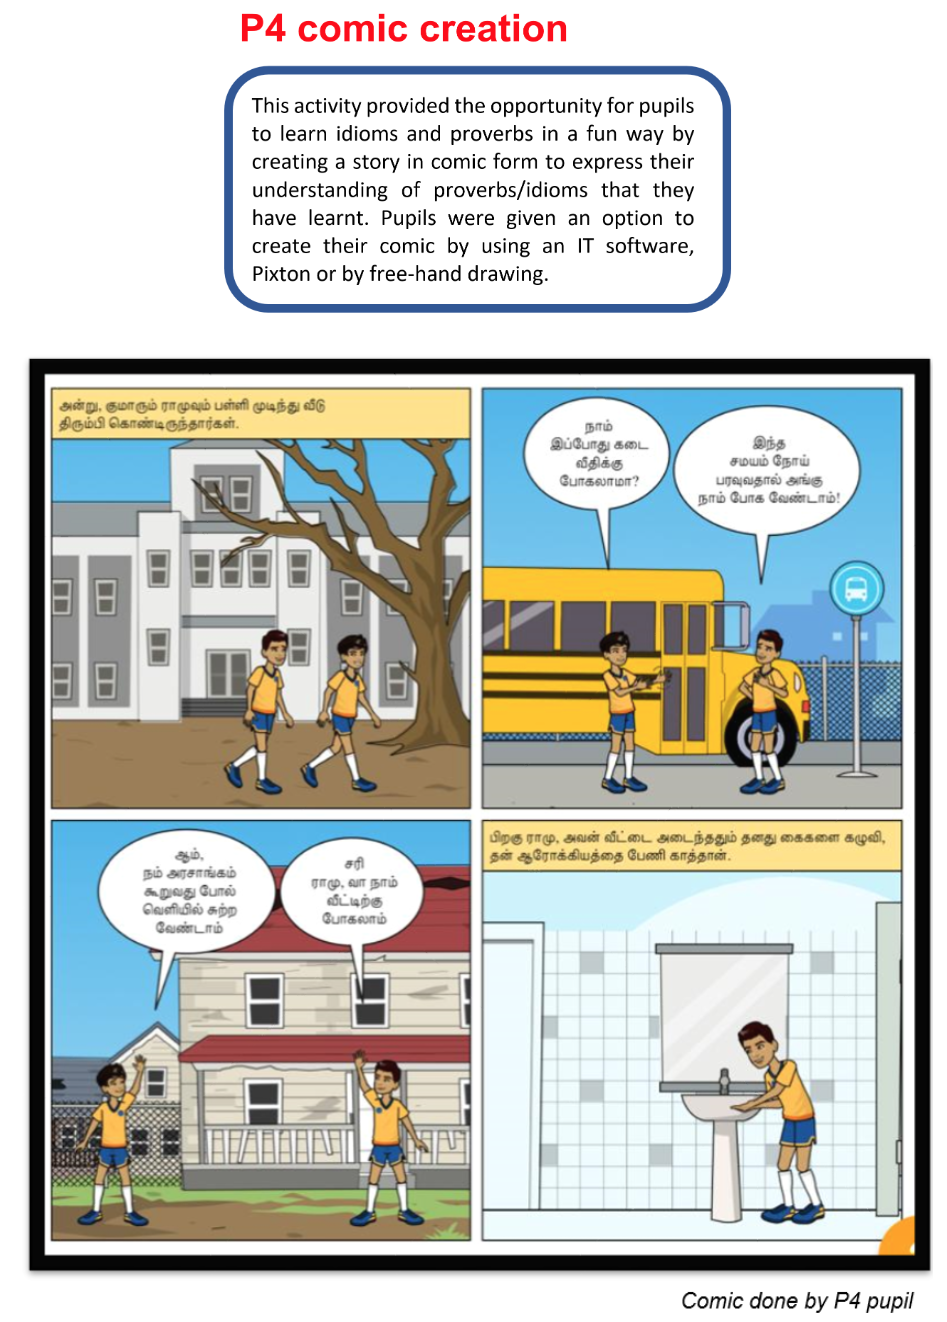 P4 comic creation
This activity provided the opportunity for pupils
to learn idioms and proverbs in a fun way by
creating a story in comic form to express their
understanding of proverbs/idioms that they
have learnt. Pupils were given an option to
create their comic by using an IT software,
Pixton or by free-hand drawing.
அன்று, குமாரும் ராமுவும் பள்ளி முடிந்து வீடு
திரும்பி கொண்டிருந்தார்கள்.
நாம்
இப்போது கடை
வீதிக்கு
போகலாமா?
இந்த
சமயம் நோய்
பரவுவதால் அங்கு
நாம் போக வேண்டாம்!
ஆம்,
நம் அரசாங்கம்
கூறுவது போல்
வெளியில் சுற்ற
வேண்டாம்
சரி
ராமு, வா நாம்
வீட்டிற்கு
போகலாம்
பிறகு ராமு, அவன் வீட்டை அடைந்ததும் தனது கைகளை கழுவி,
தன் ஆரோக்கியத்தை பேணி காத்தான்.
Comic done by P4 pupil